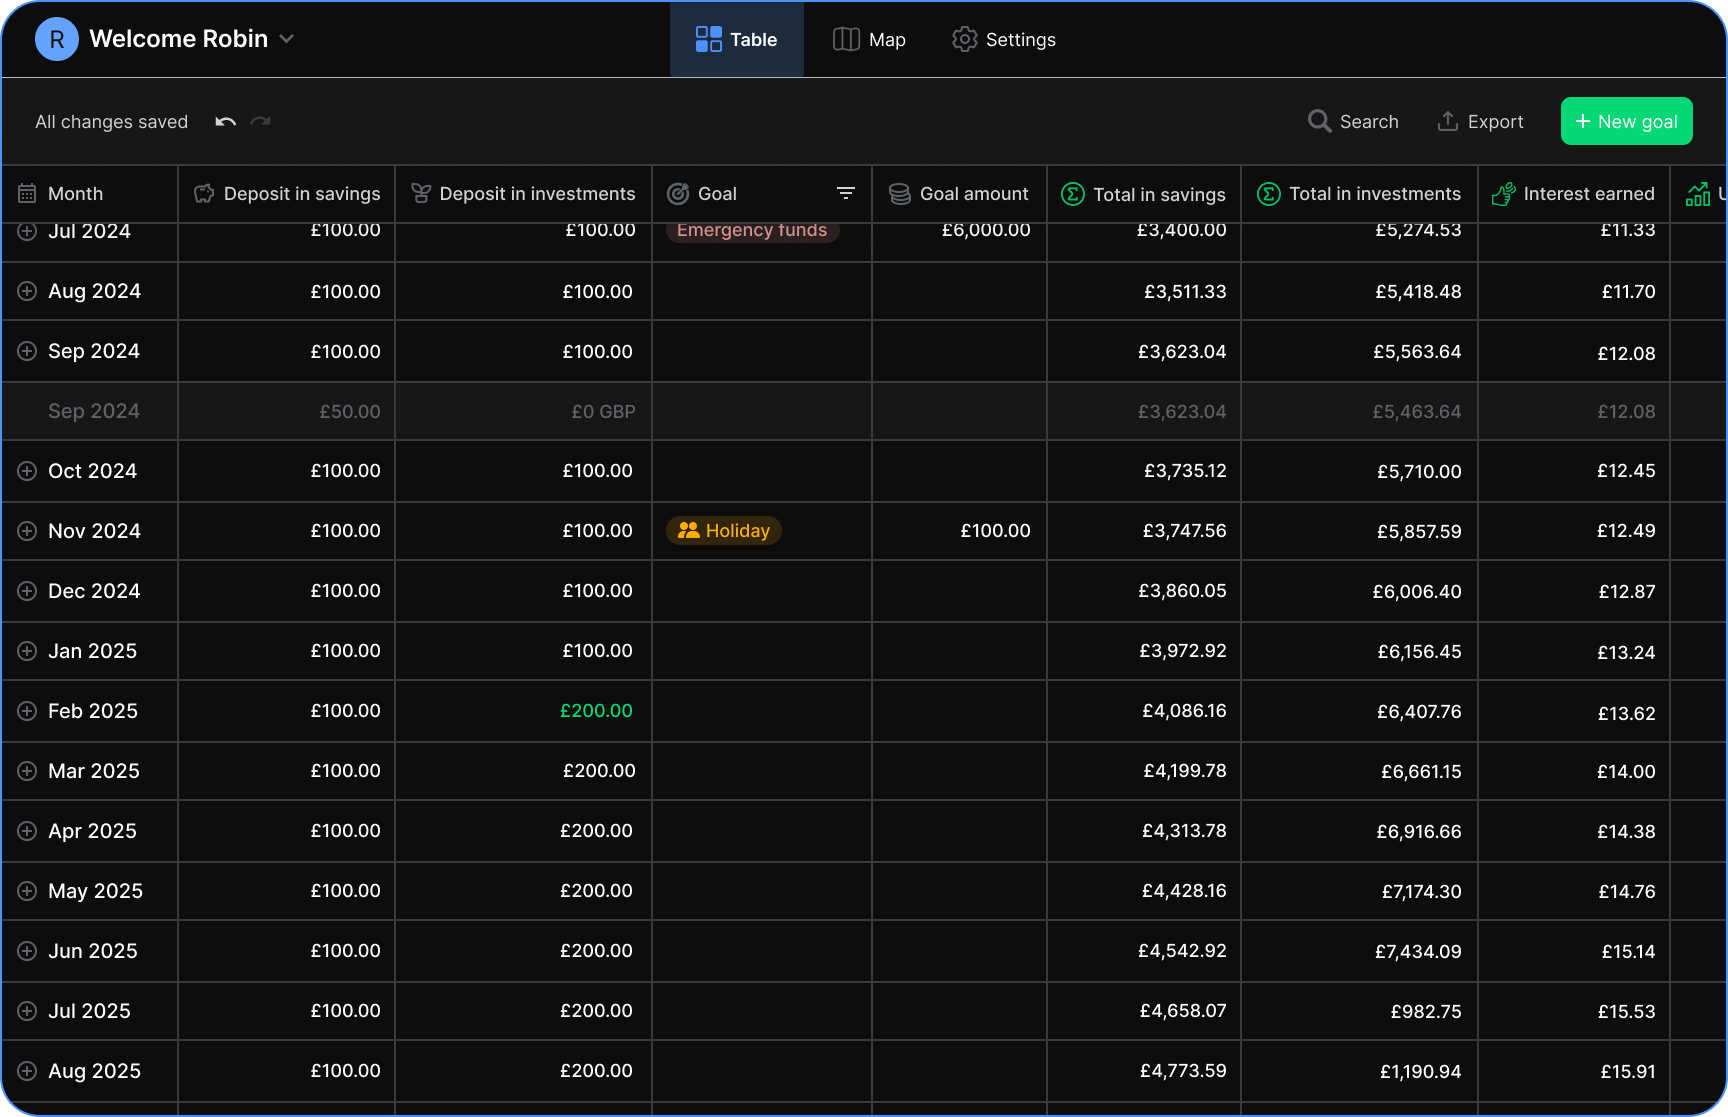 R Welcome Robin Table Map Settings
All changes saved Search Export + New goal
Month Deposit in savings Deposit in investments Goal Goal amount Total in savings Total in investments Interest earned
Jul 2024 £100.00 £100.00 Emergency funds £6,000.00 £3,400.00 £5,274.53 £11.33
Aug 2024 £100.00 £100.00 £3,511.33 £5,418.48 £11.70
Sep 2024 £100.00 £100.00 £3,623.04 £5,563.64 £12.08
Sep 2024 £50.00 £0 GBP £3,623.04 £5,463.64 £12.08
Oct 2024 £100.00 £100.00 £3,735.12 £5,710.00 £12.45
Nov 2024 £100.00 £100.00 Holiday £100.00 £3,747.56 £5,857.59 £12.49
Dec 2024 £100.00 £100.00 £3,860.05 £6,006.40 £12.87
Jan 2025 £100.00 £100.00 £3,972.92 £6,156.45 £13.24
Feb 2025 £100.00 £200.00 £4,086.16 £6,407.76 £13.62
Mar 2025 £100.00 £200.00 £4,199.78 £6,661.15 £14.00
Apr 2025 £100.00 £200.00 £4,313.78 £6,916.66 £14.38
May 2025 £100.00 £200.00 £4,428.16 £7,174.30 £14.76
Jun 2025 £100.00 £200.00 £4,542.92 £7,434.09 £15.14
Jul 2025 £100.00 £200.00 £4,658.07 £982.75 £15.53
Aug 2025 £100.00 £200.00 £4,773.59 £1,190.94 £15.91